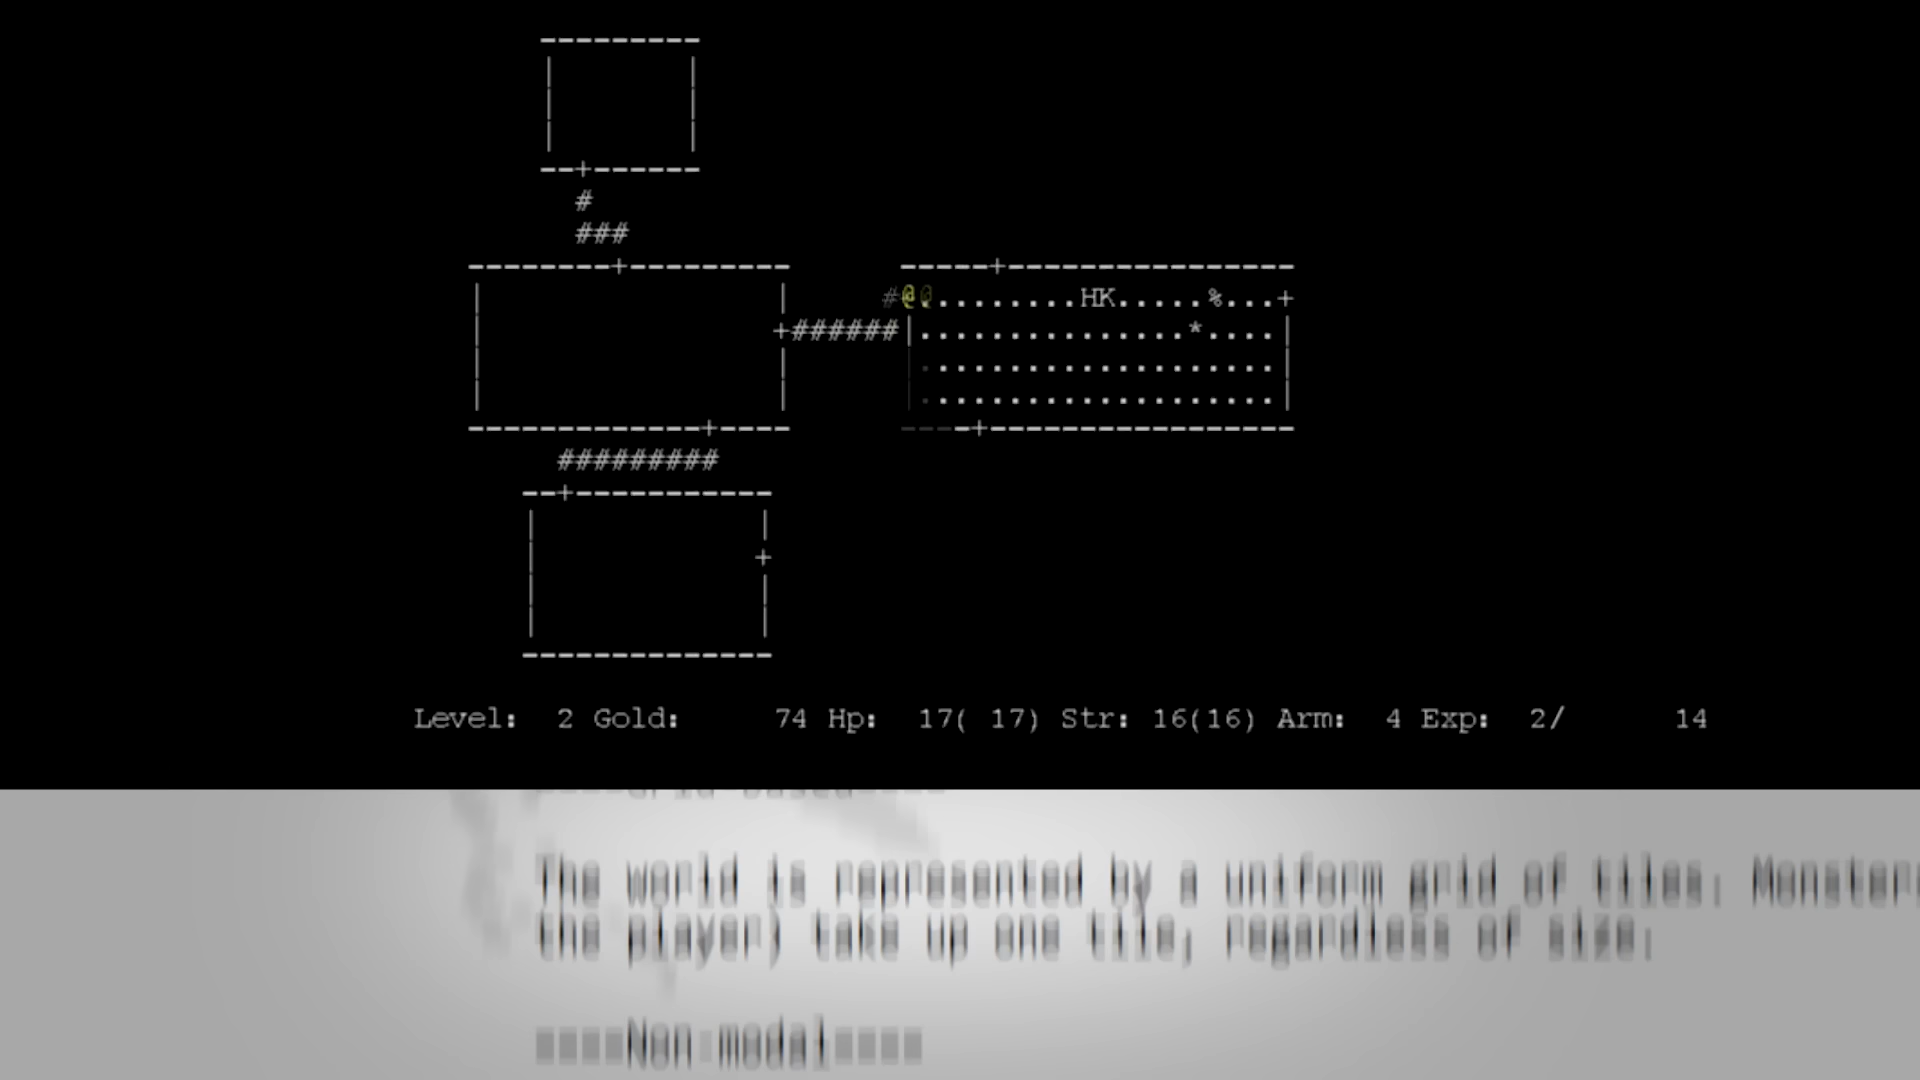 ---------
|       |
|       |
|       |
--+------
#
###
--------+--------- -----+----------------
| | #@@.........HK.....%...+
| +######|...............*....|
| | |...................|
| | |...................|
-------------+---- ----+-----------------
#########
--+-----------
| |
| +
| |
| |
--------------
Level: 2 Gold: 74 Hp: 17( 17) Str: 16(16) Arm: 4 Exp: 2/ 14
The world is represented by a uniform grid of tiles. Monsters
the player) take up one tile, regardless of size.
====Non-modal====